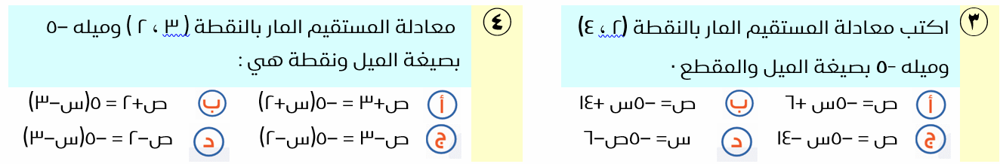 ٣ اكتب معادلة المستقيم المار بالنقطة (٢ ، ٤)
وميله -٥ بصيغة الميل والمقطع ٠
أ ص= -٥س +٦ ب ص= -٥س +١٤
ج ص = -٥س -١٤ د س= -٥ص-٦
٤ معادلة المستقيم المار بالنقطة ( ٣ ، ٢ ) وميله -٥
بصيغة الميل ونقطة هي :
أ ص+٣ = -٥(س+٢) ب ص+٢ = ٥(س-٣)
ج ص-٣ = -٥(س-٢) د ص-٢ = -٥(س-٣)